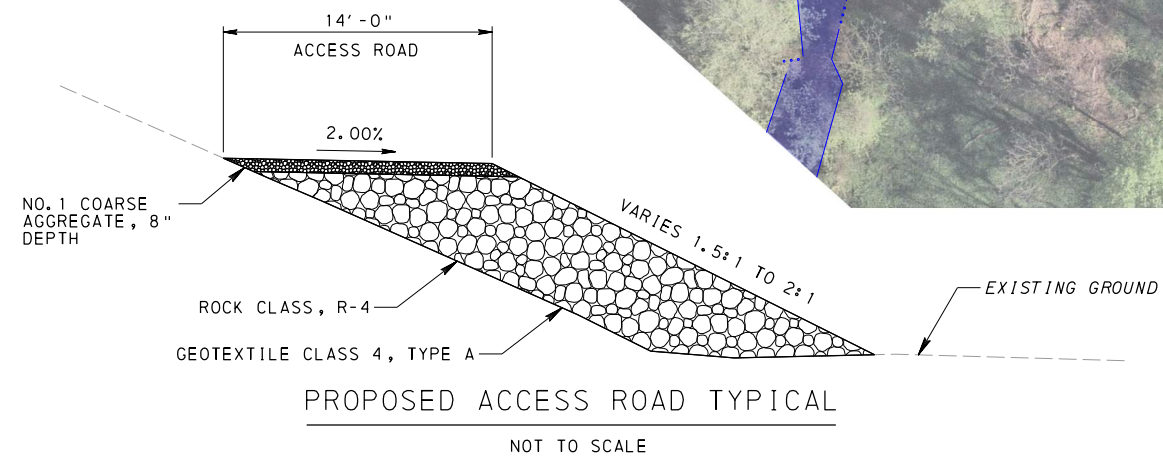 14'-0"
ACCESS ROAD
2.00%
NO.1 COARSE
AGGREGATE, 8"
DEPTH
VARIES 1.5:1 TO 2:1
ROCK CLASS, R-4
EXISTING GROUND
GEOTEXTILE CLASS 4, TYPE A
PROPOSED ACCESS ROAD TYPICAL
NOT TO SCALE